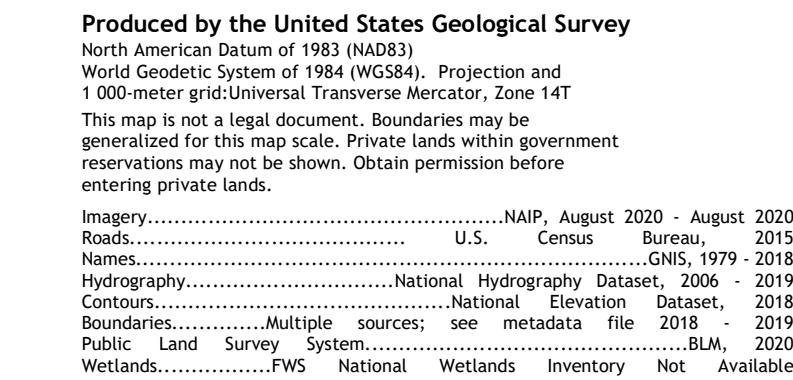 Produced by the United States Geological Survey
North American Datum of 1983 (NAD83)
World Geodetic System of 1984 (WGS84).  Projection and
1 000-meter grid:Universal Transverse Mercator, Zone 14T
This map is not a legal document. Boundaries may be
generalized for this map scale. Private lands within government
reservations may not be shown. Obtain permission before
entering private lands.
Imagery.....................................................NAIP, August 2020 - August 2020
Roads......................................... U.S. Census Bureau, 2015
Names............................................................................GNIS, 1979 - 2018
Hydrography...............................National Hydrography Dataset, 2006 - 2019
Contours............................................National Elevation Dataset, 2018
Boundaries..............Multiple sources; see metadata file 2018 - 2019
Public Land Survey System...............................................BLM, 2020
Wetlands.................FWS National Wetlands Inventory Not Available